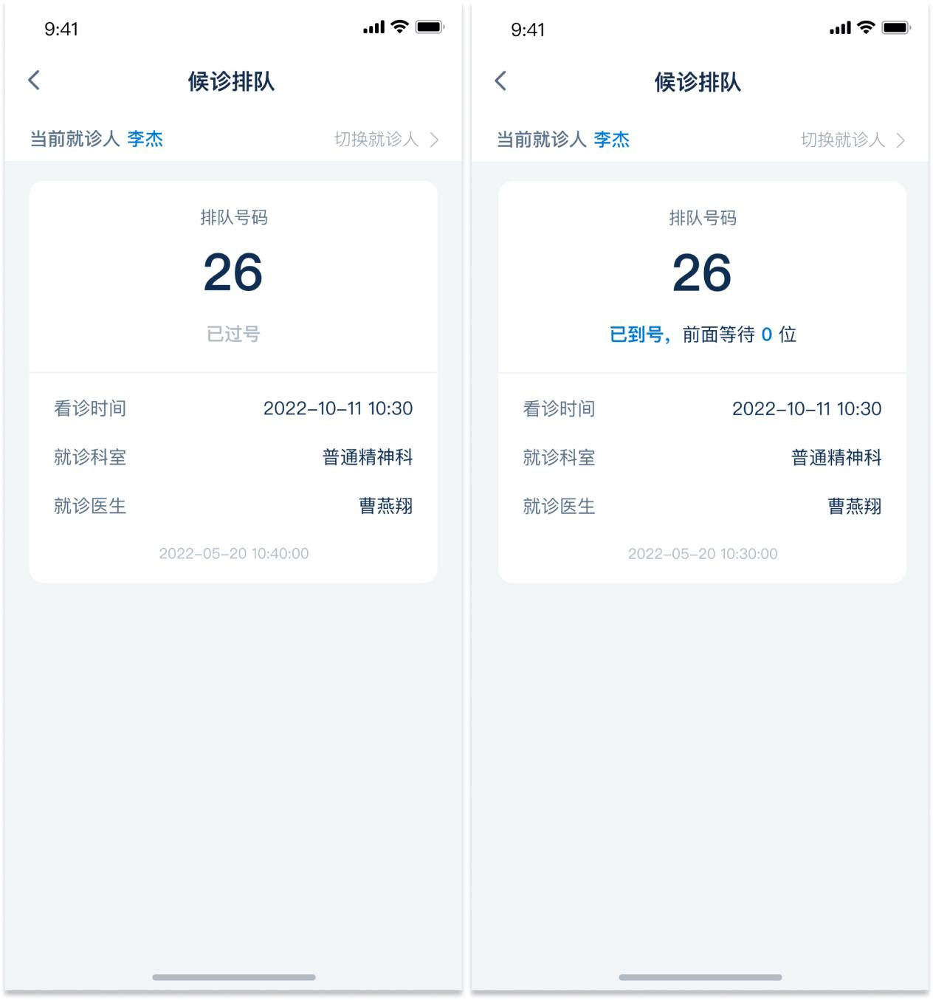 9:41
候诊排队
当前就诊人 李杰
切换就诊人
排队号码
26
已过号
看诊时间 2022-10-11 10:30
就诊科室 普通精神科
就诊医生 曹燕翔
2022-05-20 10:40:00
9:41
候诊排队
当前就诊人 李杰
切换就诊人
排队号码
26
已到号，前面等待 0 位
看诊时间 2022-10-11 10:30
就诊科室 普通精神科
就诊医生 曹燕翔
2022-05-20 10:30:00